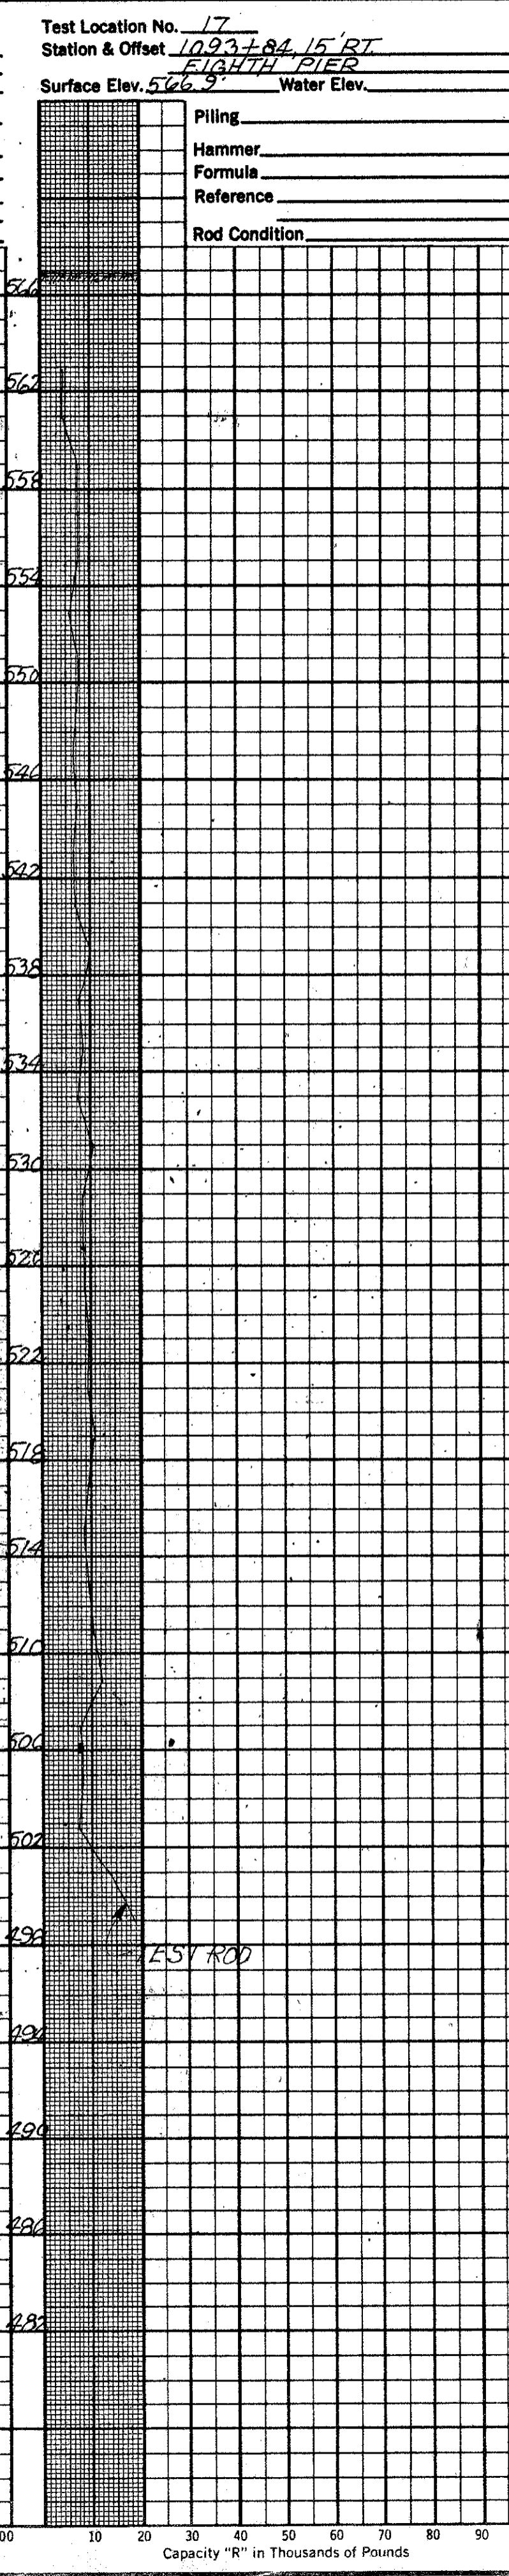 Test Location No. 17
Station & Offset 1093+84, 15' RT.
EIGHTH PIER
Surface Elev. 566.9' Water Elev.
Piling
Hammer
Formula
Reference
Rod Condition
566
562
558
554
550
546
542
538
534
530
526
522
518
514
510
506
502
498
TEST ROD
494
490
486
482
00 10 20 30 40 50 60 70 80 90
Capacity "R" in Thousands of Pounds